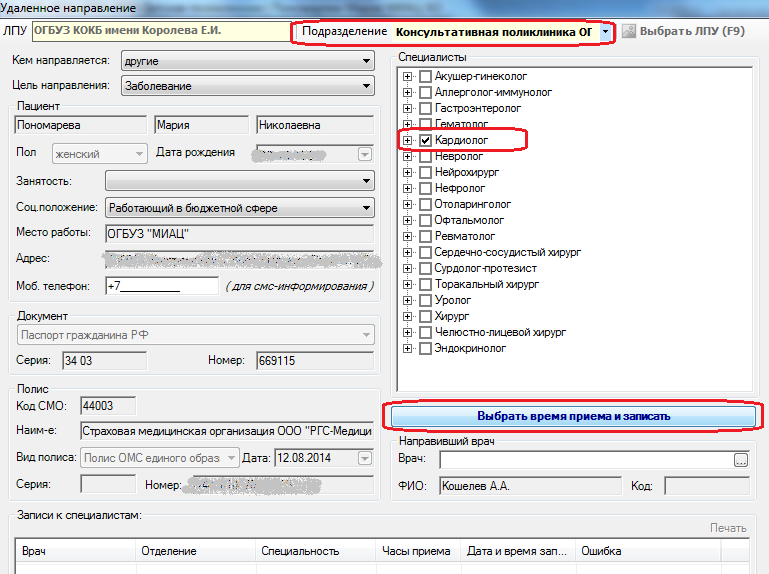 Удаленное направление
ЛПУ ОГБУЗ КОКБ имени Королева Е.И. Подразделение Консультативная поликлиника ОГ Выбрать ЛПУ (F9)
Кем направляется: другие
Цель направления: Заболевание
Пациент
Пономарева Мария Николаевна
Пол женский Дата рождения
Занятость:
Соц.положение: Работающий в бюджетной сфере
Место работы: ОГБУЗ "МИАЦ"
Адрес:
Моб. телефон: +7__________ ( для смс-информирования )
Документ
Паспорт гражданина РФ
Серия: 34 03 Номер: 669115
Полис
Код СМО: 44003
Наим-е: Страховая медицинская организация ООО "РГС-Медици
Вид полиса: Полис ОМС единого образ Дата: 12.08.2014
Серия: Номер:
Специалисты
Акушер-гинеколог
Аллерголог-иммунолог
Гастроэнтеролог
Гематолог
Кардиолог
Невролог
Нейрохирург
Нефролог
Отоларинголог
Офтальмолог
Ревматолог
Сердечно-сосудистый хирург
Сурдолог-протезист
Торакальный хирург
Уролог
Хирург
Челюстно-лицевой хирург
Эндокринолог
Выбрать время приема и записать
Направивший врач
Врач: ...
ФИО: Кошелев А.А. Код:
Записи к специалистам:
Печать
Врач Отделение Специальность Часы приема Дата и время зап... Ошибка